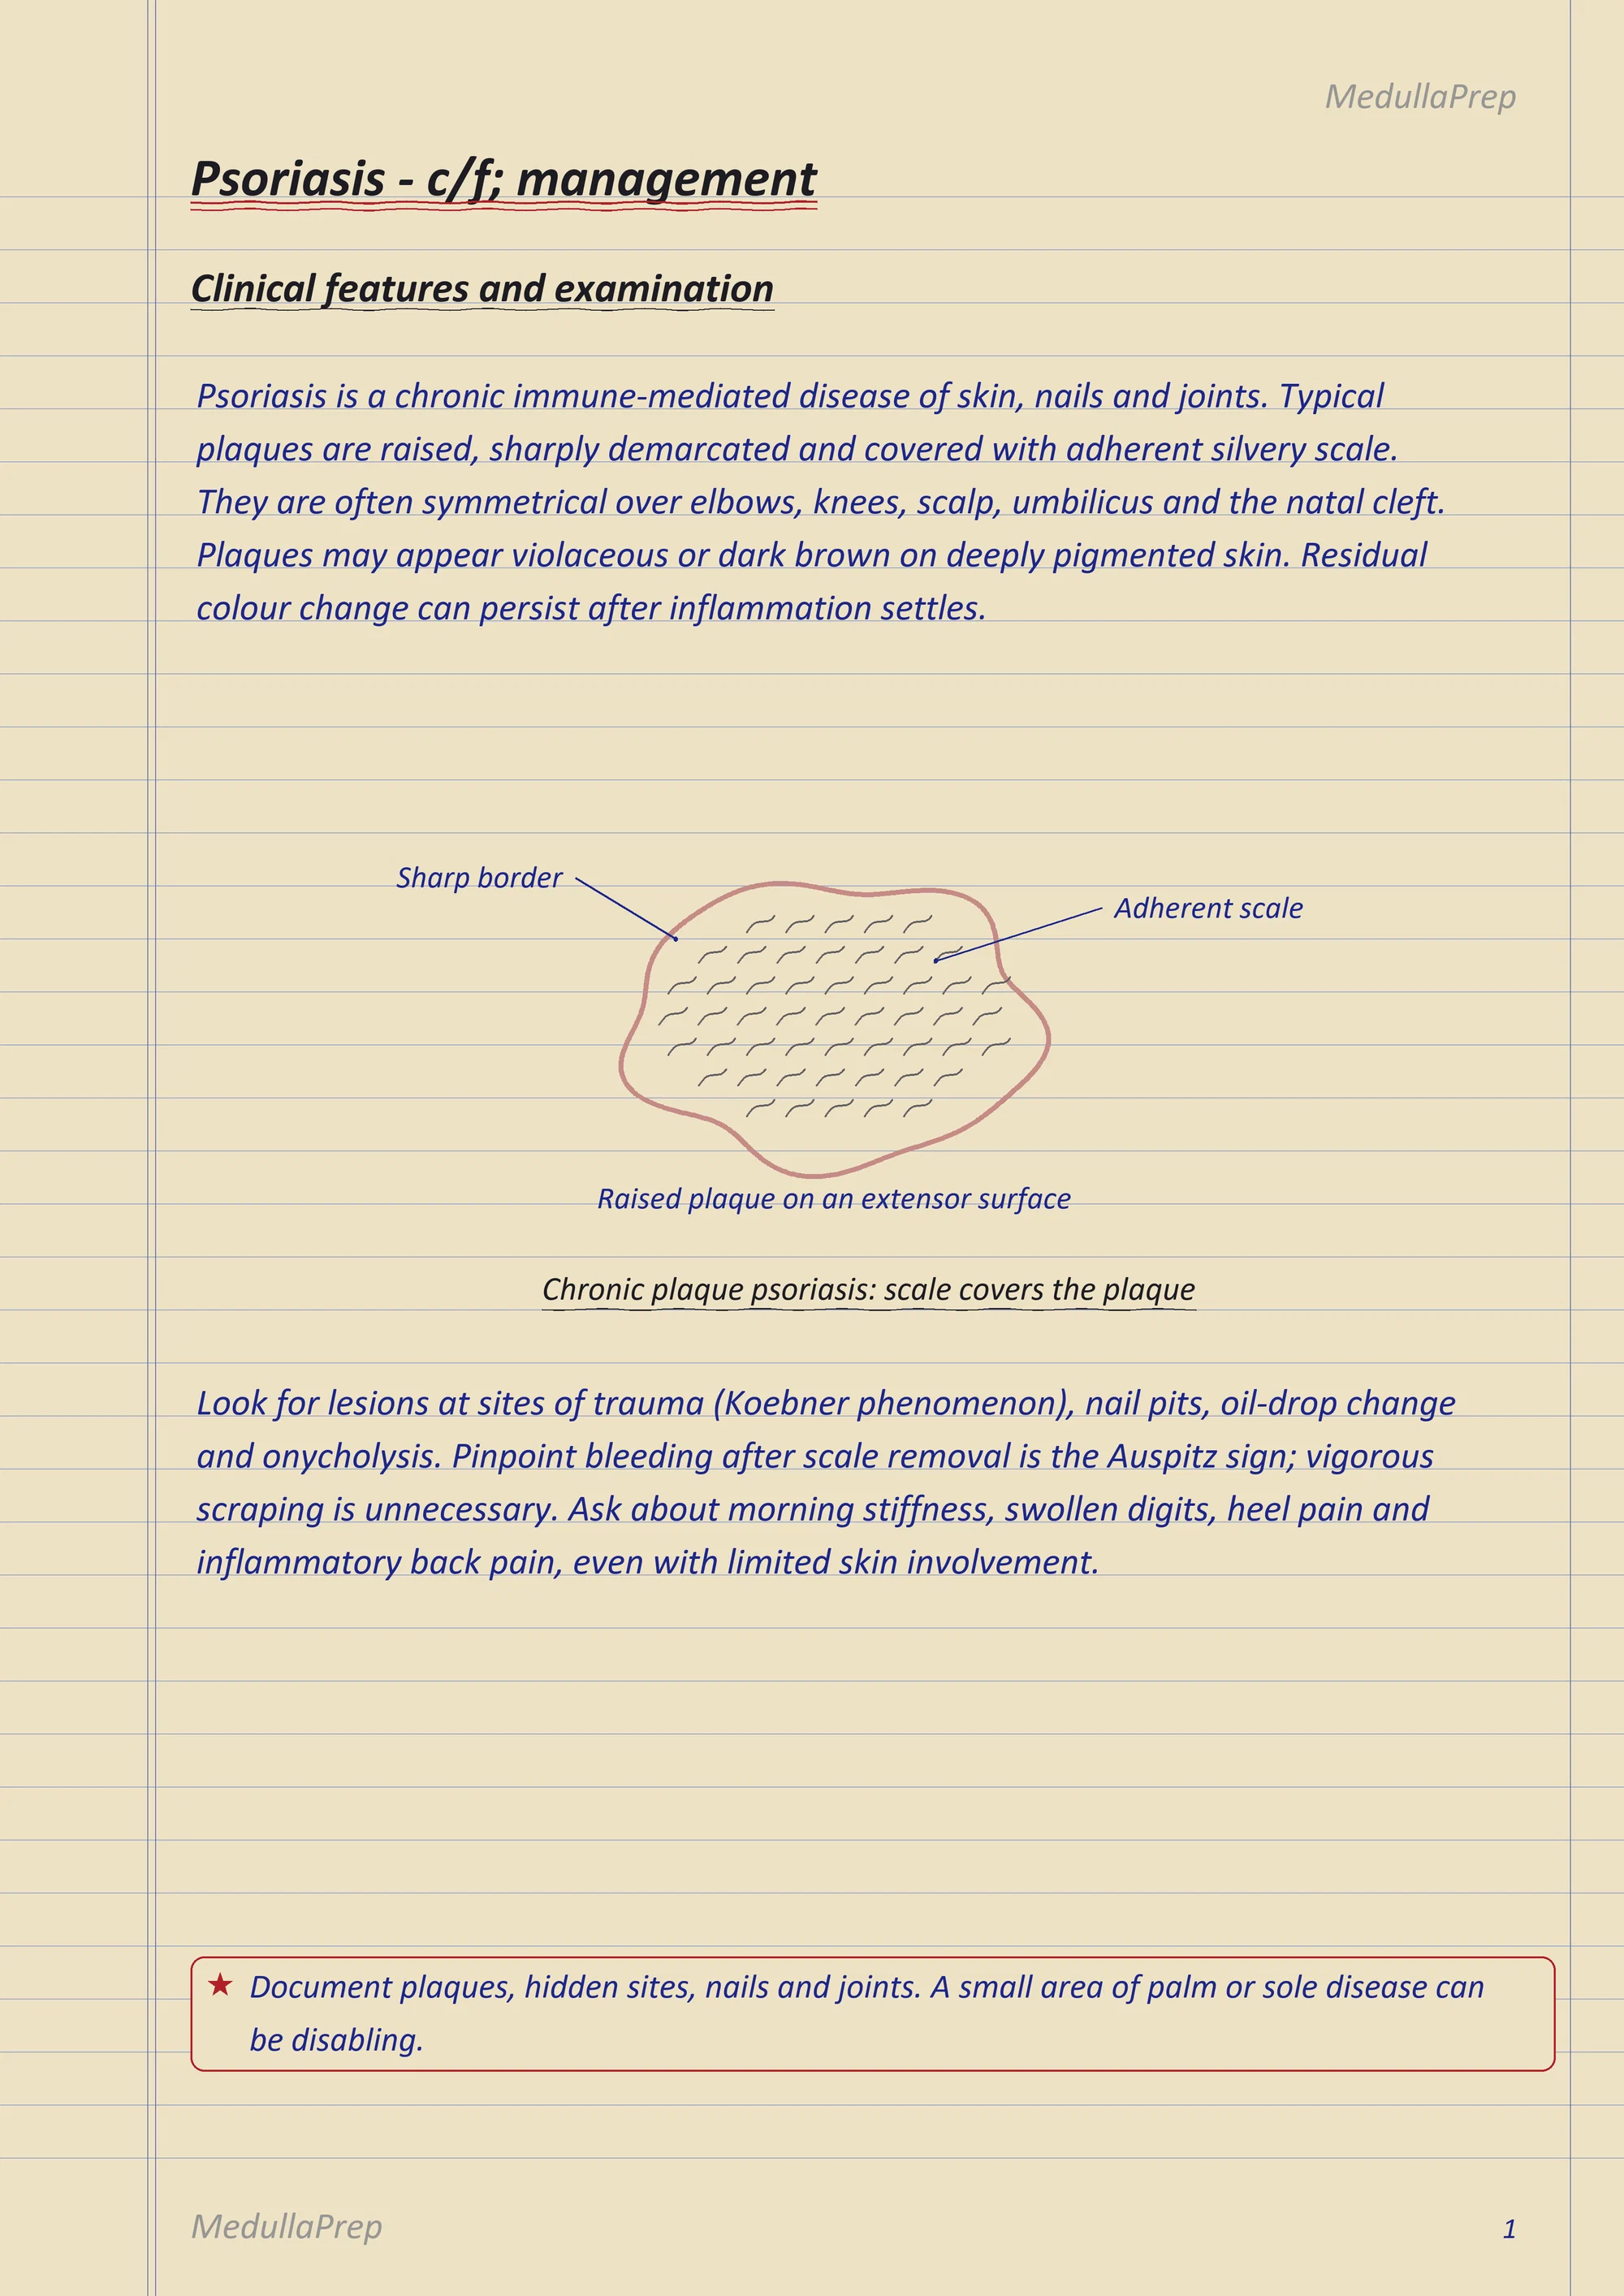 MedullaPrep
Psoriasis - c/f; management
Clinical features and examination
Psoriasis is a chronic immune-mediated disease of skin, nails and joints. Typical
plaques are raised, sharply demarcated and covered with adherent silvery scale.
They are often symmetrical over elbows, knees, scalp, umbilicus and the natal cleft.
Plaques may appear violaceous or dark brown on deeply pigmented skin. Residual
colour change can persist after inflammation settles.
Sharp border
Adherent scale
Raised plaque on an extensor surface
Chronic plaque psoriasis: scale covers the plaque
Look for lesions at sites of trauma (Koebner phenomenon), nail pits, oil-drop change
and onycholysis. Pinpoint bleeding after scale removal is the Auspitz sign; vigorous
scraping is unnecessary. Ask about morning stiffness, swollen digits, heel pain and
inflammatory back pain, even with limited skin involvement.
★ Document plaques, hidden sites, nails and joints. A small area of palm or sole disease can
be disabling.
MedullaPrep
1